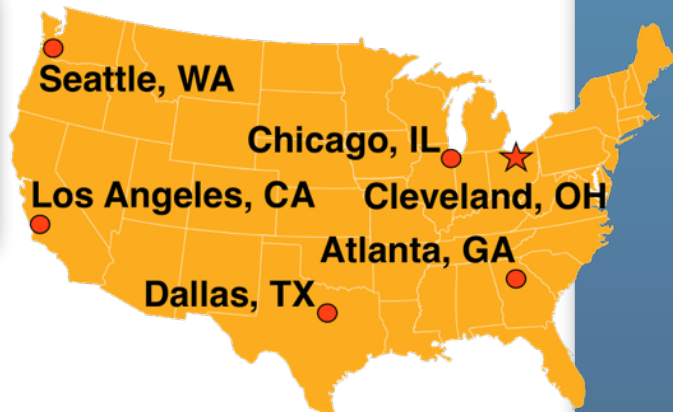 Seattle, WA
Chicago, IL
Los Angeles, CA
Cleveland, OH
Atlanta, GA
Dallas, TX